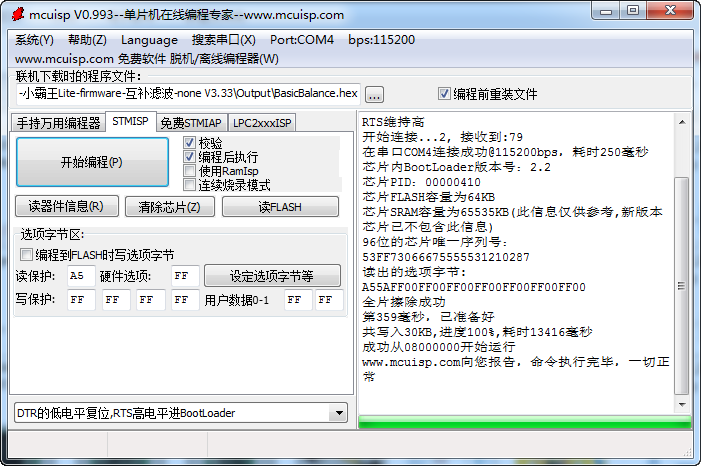 mcuisp V0.993--单片机在线编程专家--www.mcuisp.com
系统(Y) 帮助(Z) Language 搜索串口(X) Port:COM4 bps:115200
www.mcuisp.com 免费软件 脱机/离线编程器(W)
联机下载时的程序文件:
-小霸王Lite-firmware-互补滤波-none V3.33\Output\BasicBalance.hex ... 编程前重装文件
手持万用编程器 STMISP 免费STMIAP LPC2xxxISP
开始编程(P)
校验
编程后执行
使用RamIsp
连续烧录模式
读器件信息(R) 清除芯片(Z) 读FLASH
选项字节区:
编程到FLASH时写选项字节
读保护: A5 硬件选项: FF 设定选项字节等
写保护: FF FF FF FF 用户数据0-1 FF FF
DTR的低电平复位,RTS高电平进BootLoader
RTS维持高
开始连接...2, 接收到:79
在串口COM4连接成功@115200bps, 耗时250毫秒
芯片内BootLoader版本号: 2.2
芯片PID: 00000410
芯片FLASH容量为64KB
芯片SRAM容量为65535KB(此信息仅供参考,新版本
芯片已不包含此信息)
96位的芯片唯一序列号:
53FF73066675555531210287
读出的选项字节:
A55AFF00FF00FF00FF00FF00FF00FF00
全片擦除成功
第359毫秒, 已准备好
共写入30KB,进度100%,耗时13416毫秒
成功从08000000开始运行
www.mcuisp.com向您报告, 命令执行完毕, 一切正
常